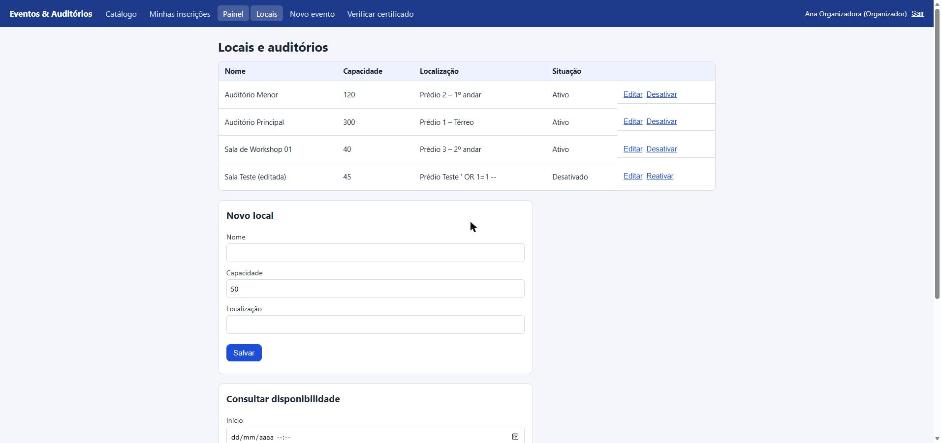 Eventos & Auditórios Catálogo Minhas inscrições Painel Locais Novo evento Verificar certificado Ana Organizadora (Organizador) Sair
Locais e auditórios
Nome Capacidade Localização Situação
Auditório Menor 120 Prédio 2 – 1º andar Ativo Editar Desativar
Auditório Principal 300 Prédio 1 – Térreo Ativo Editar Desativar
Sala de Workshop 01 40 Prédio 3 – 2º andar Ativo Editar Desativar
Sala Teste (editada) 45 Prédio Teste ' OR 1=1 -- Desativado Editar Reativar
Novo local
Nome
Capacidade
50
Localização
Salvar
Consultar disponibilidade
Início
dd/mm/aaaa --:--